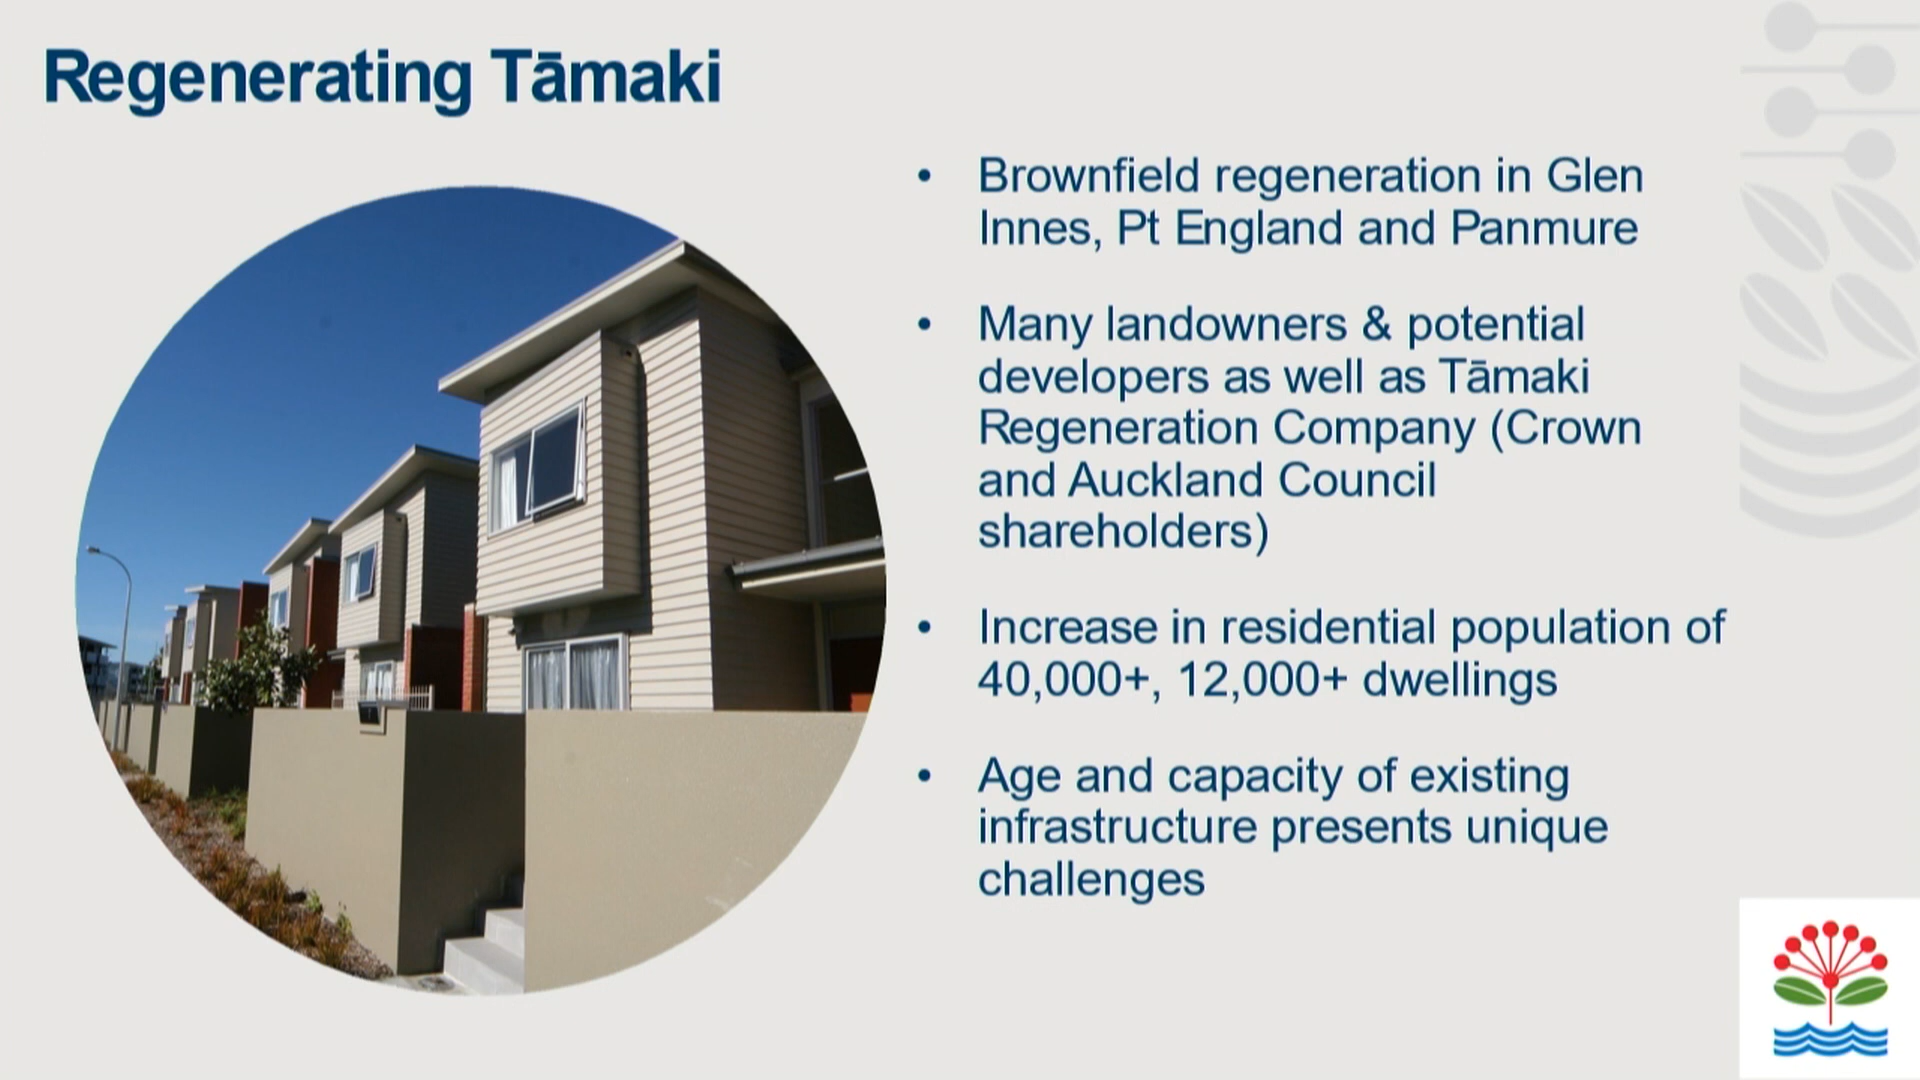 Regenerating Tāmaki
• Brownfield regeneration in Glen
Innes, Pt England and Panmure
• Many landowners & potential
developers as well as Tāmaki
Regeneration Company (Crown
and Auckland Council
shareholders)
• Increase in residential population of
40,000+, 12,000+ dwellings
• Age and capacity of existing
infrastructure presents unique
challenges